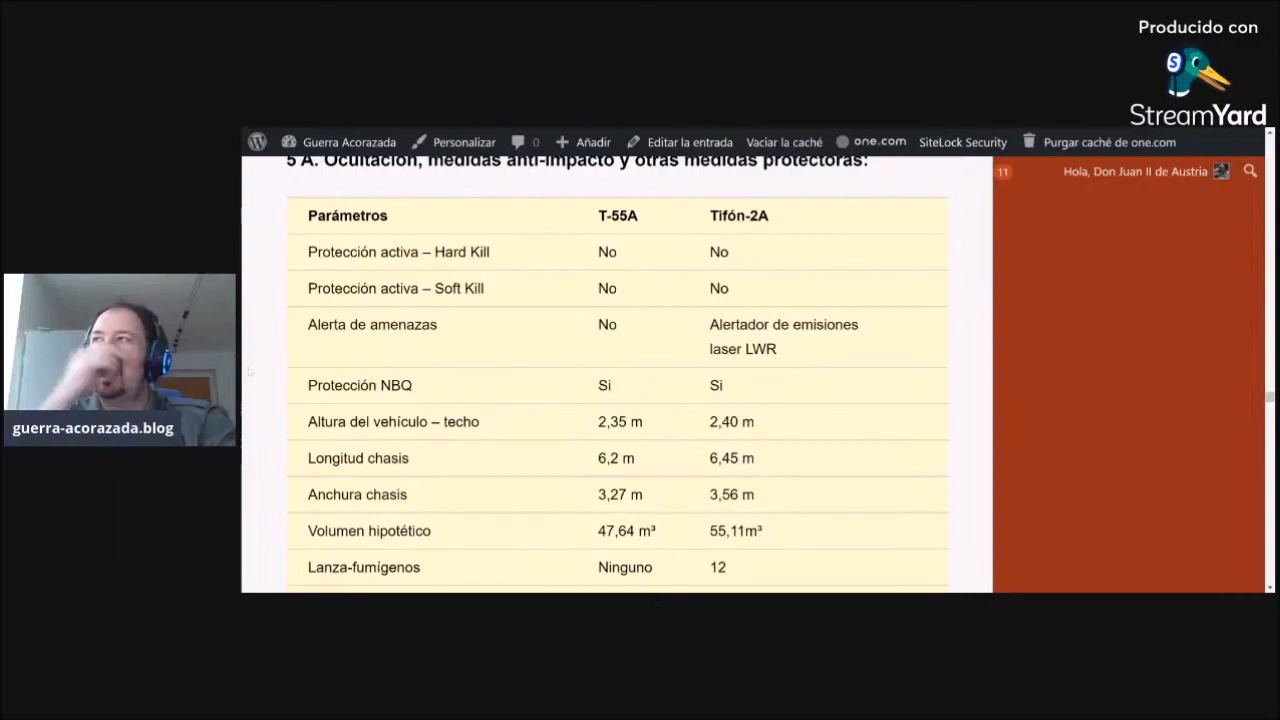 Producido con
StreamYard
Guerra Acorazada Personalizar 0 Añadir Editar la entrada Vaciar la caché one.com SiteLock Security Purgar caché de one.com
5 A. Ocultación, medidas anti-impacto y otras medidas protectoras:
11 Hola, Don Juan II de Austria
Parámetros T-55A Tifón-2A
Protección activa – Hard Kill No No
Protección activa – Soft Kill No No
Alerta de amenazas No Alertador de emisiones
laser LWR
Protección NBQ Si Si
Altura del vehículo – techo 2,35 m 2,40 m
guerra-acorazada.blog
Longitud chasis 6,2 m 6,45 m
Anchura chasis 3,27 m 3,56 m
Volumen hipotético 47,64 m³ 55,11m³
Lanza-fumígenos Ninguno 12